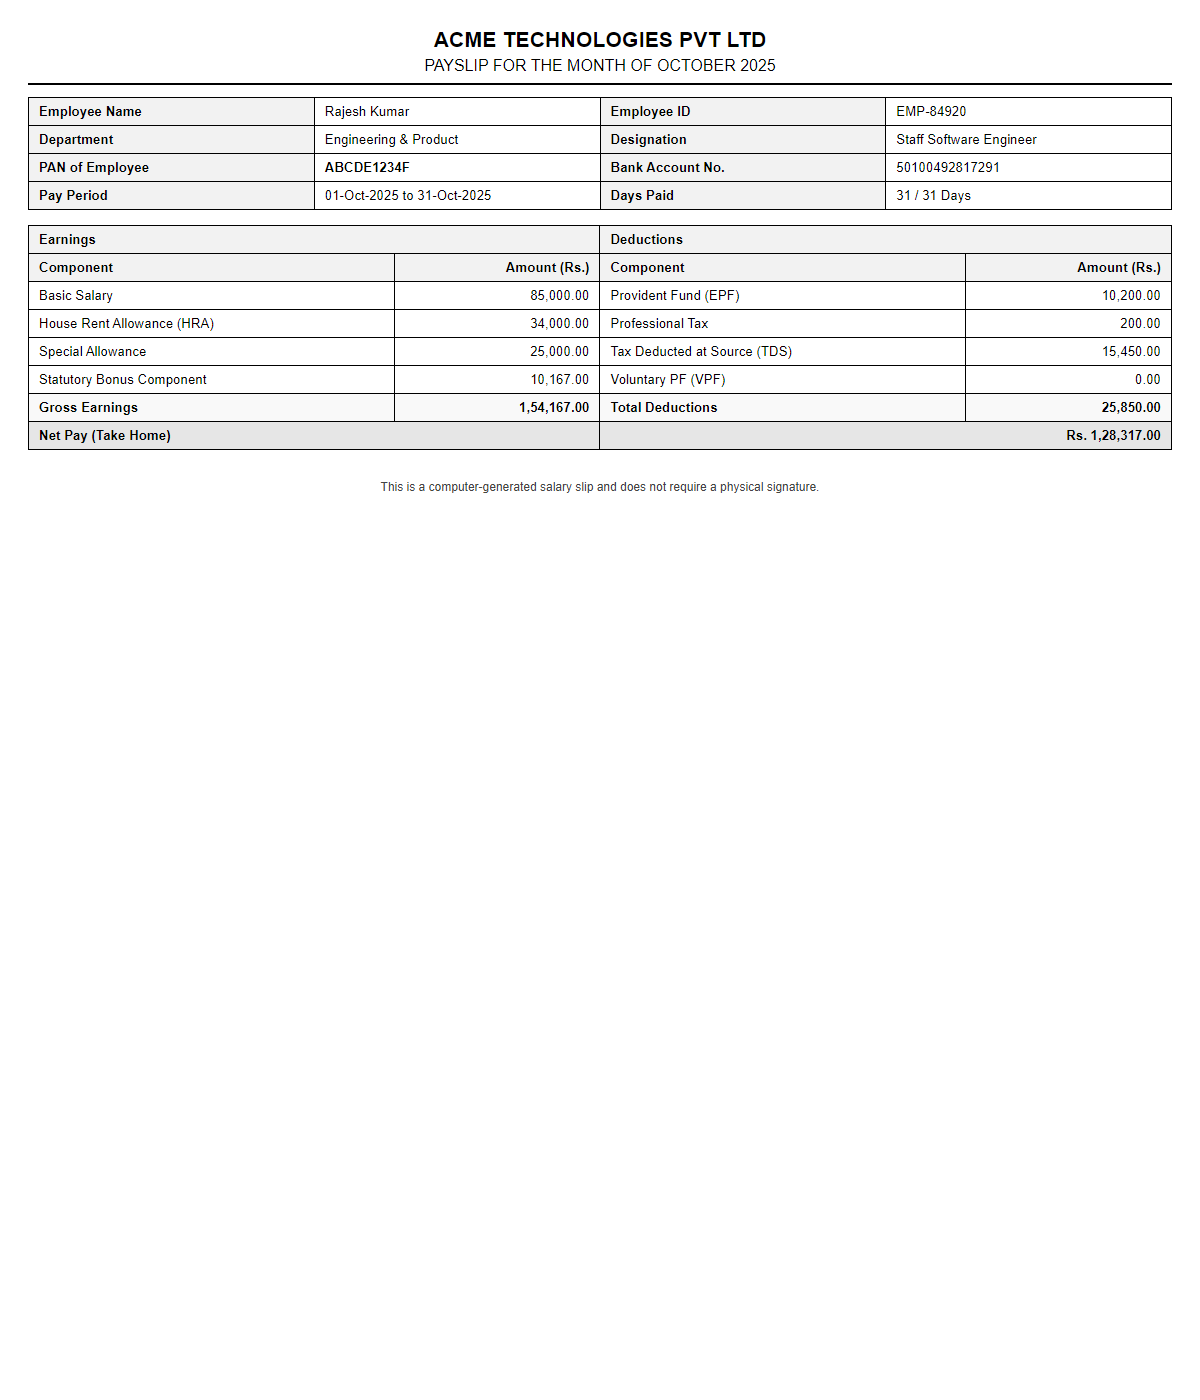 ACME TECHNOLOGIES PVT LTD
PAYSLIP FOR THE MONTH OF OCTOBER 2025
Employee Name Rajesh Kumar Employee ID EMP-84920
Department Engineering & Product Designation Staff Software Engineer
PAN of Employee ABCDE1234F Bank Account No. 50100492817291
Pay Period 01-Oct-2025 to 31-Oct-2025 Days Paid 31 / 31 Days
Earnings Deductions
Component Amount (Rs.) Component Amount (Rs.)
Basic Salary 85,000.00 Provident Fund (EPF) 10,200.00
House Rent Allowance (HRA) 34,000.00 Professional Tax 200.00
Special Allowance 25,000.00 Tax Deducted at Source (TDS) 15,450.00
Statutory Bonus Component 10,167.00 Voluntary PF (VPF) 0.00
Gross Earnings 1,54,167.00 Total Deductions 25,850.00
Net Pay (Take Home) Rs. 1,28,317.00
This is a computer-generated salary slip and does not require a physical signature.